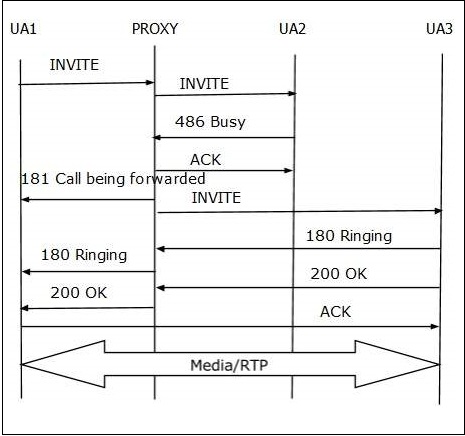 UA1 PROXY UA2 UA3
INVITE
INVITE
486 Busy
ACK
181 Call being forwarded
INVITE
180 Ringing
180 Ringing
200 OK
200 OK
ACK
Media/RTP